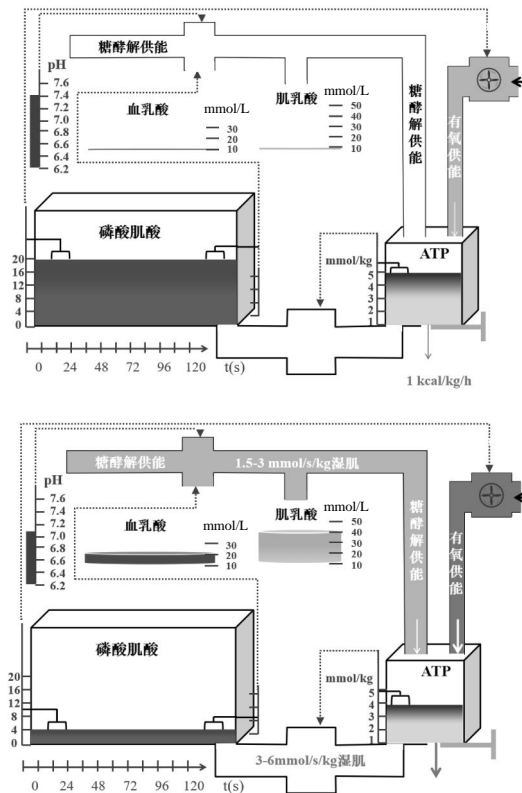 糖酵解供能
pH
7.6
7.4
7.2
7.0
6.8
6.6
6.4
6.2
血乳酸
mmol/L
30
20
10
肌乳酸
mmol/L
50
40
30
20
10
糖酵解供能
有氧供能
磷酸肌酸
20
16
12
8
4
0
mmol/kg
5
4
3
2
1
ATP
0 24 48 72 96 120 t(s)
1 kcal/kg/h
糖酵解供能
1.5-3 mmol/s/kg湿肌
pH
7.6
7.4
7.2
7.0
6.8
6.6
6.4
6.2
血乳酸
mmol/L
30
20
10
肌乳酸
mmol/L
50
40
30
20
10
糖酵解供能
有氧供能
磷酸肌酸
20
16
12
8
4
0
mmol/kg
5
4
3
2
1
ATP
3-6mmol/s/kg湿肌
0 24 48 72 96 120 t(s)